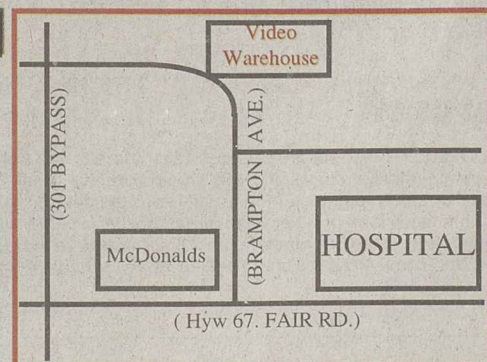 Video
Warehouse
(301 BYPASS)
(BRAMPTON AVE.)
McDonalds
HOSPITAL
( Hyw 67. FAIR RD.)